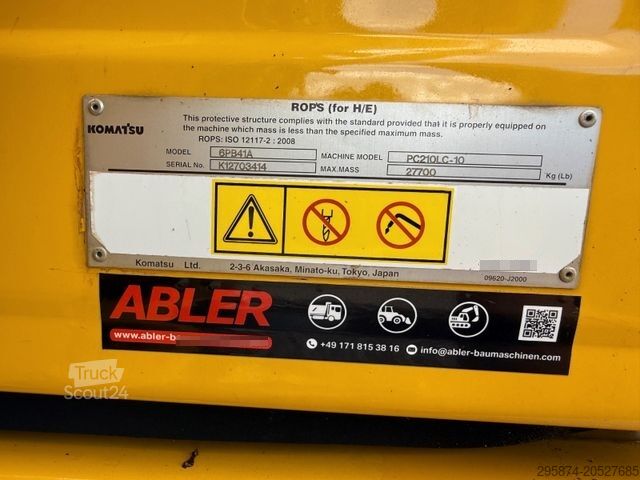 ROPS (for H/E)
KOMATSU
This protective structure complies with the standard provided that it is properly equipped on
the machine which mass is less than the specified maximum mass.
ROPS: ISO 12117-2 : 2008
MODEL 6PB41A MACHINE MODEL PC210LC-10
SERIAL No. K12703414 MAX.MASS 27700 Kg (Lb)
Komatsu Ltd. 2-3-6 Akasaka, Minato-ku, Tokyo, Japan 09620-J2000
ABLER
www.abler-b
+49 171 815 38 16 info@abler-baumaschinen.com
Truck
Scout24
295874-20527685